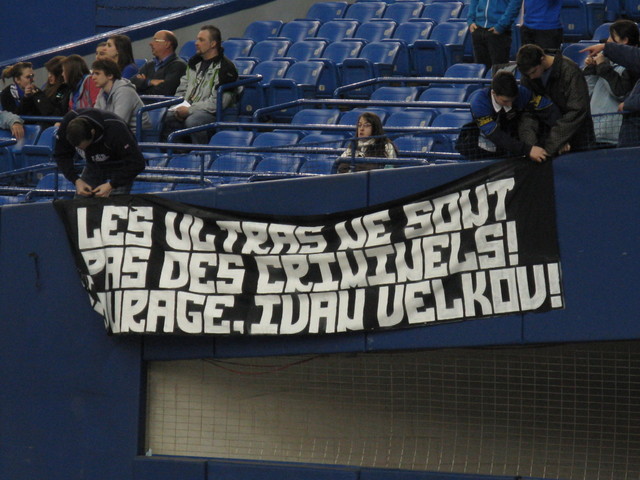 LES ULTRAS NE SONT
PAS DES CRIMINELS!
COURAGE, IVAN VELKOV!